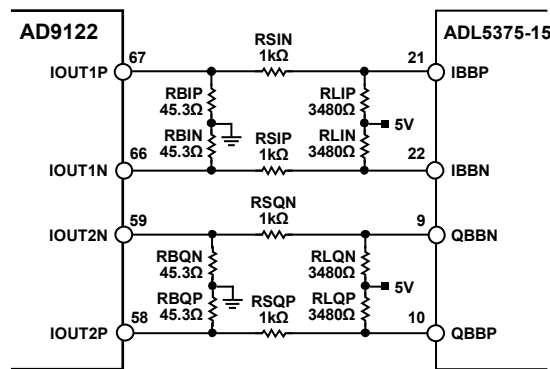 AD9122
ADL5375-15
67
RSIN
1kΩ
21
IOUT1P
IBBP
RBIP
45.3Ω
RLIP
3480Ω
5V
RBIN
45.3Ω
RSIP
1kΩ
RLIN
3480Ω
66
22
IOUT1N
IBBN
59
RSQN
1kΩ
9
IOUT2N
QBBN
RBQN
45.3Ω
RLQN
3480Ω
5V
RBQP
45.3Ω
RSQP
1kΩ
RLQP
3480Ω
58
10
IOUT2P
QBBP